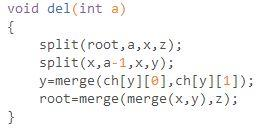 void del(int a)
{
    split(root,a,x,z);
    split(x,a-1,x,y);
    y=merge(ch[y][0],ch[y][1]);
    root=merge(merge(x,y),z);
}